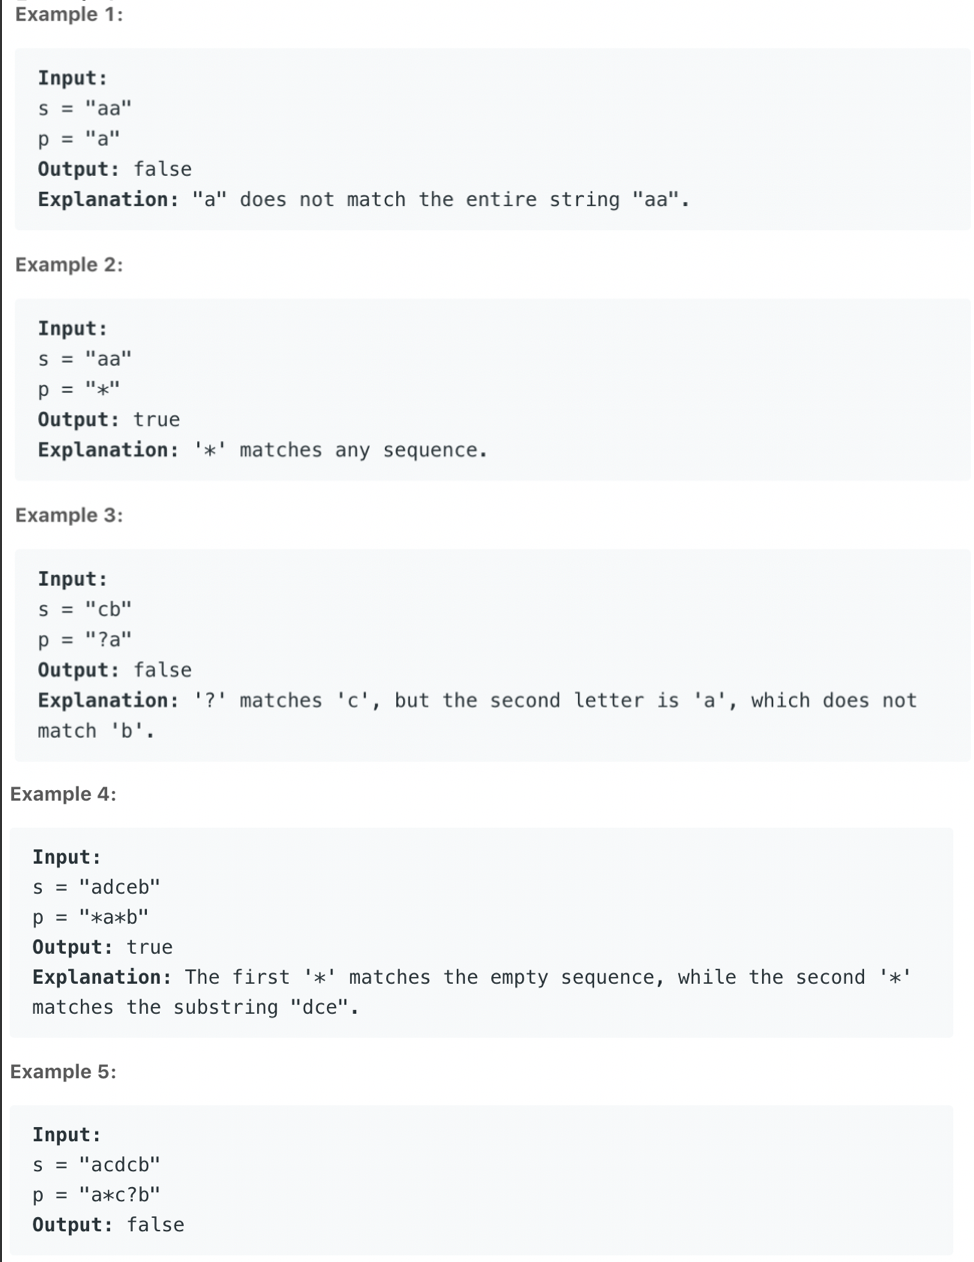 Example 1:
Input:
s = "aa"
p = "a"
Output: false
Explanation: "a" does not match the entire string "aa".
Example 2:
Input:
s = "aa"
p = "*"
Output: true
Explanation: '*' matches any sequence.
Example 3:
Input:
s = "cb"
p = "?a"
Output: false
Explanation: '?' matches 'c', but the second letter is 'a', which does not
match 'b'.
Example 4:
Input:
s = "adceb"
p = "*a*b"
Output: true
Explanation: The first '*' matches the empty sequence, while the second '*'
matches the substring "dce".
Example 5:
Input:
s = "acdcb"
p = "a*c?b"
Output: false